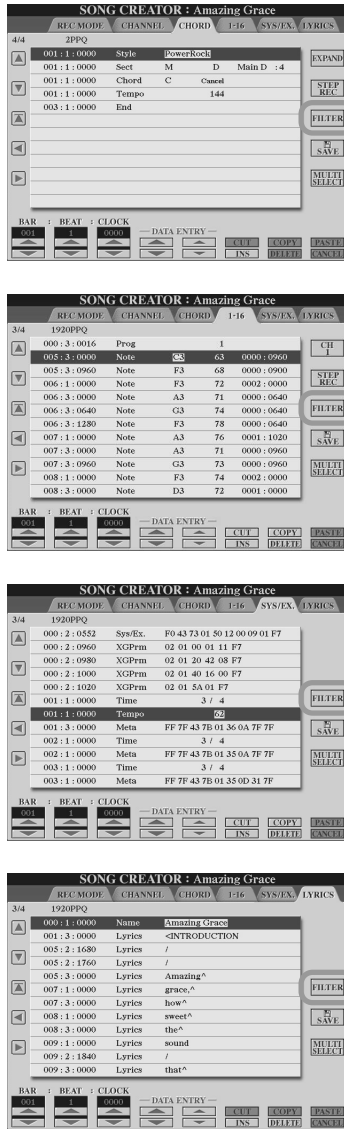 SONG CREATOR : Amazing Grace
REC MODE CHANNEL CHORD 1-16 SYS/EX. LYRICS
4/4 2PPQ
001 : 1 : 0000 Style PowerRock
EXPAND
001 : 1 : 0000 Sect M D Main D : 4
001 : 1 : 0000 Chord C Cancel
STEP REC
001 : 1 : 0000 Tempo 144
003 : 1 : 0000 End
FILTER
SAVE
MULTI SELECT
BAR : BEAT : CLOCK
001 1 0000 DATA ENTRY CUT COPY PASTE
INS DELETE CANCEL
SONG CREATOR : Amazing Grace
REC MODE CHANNEL CHORD 1-16 SYS/EX. LYRICS
3/4 1920PPQ
000 : 3 : 0016 Prog 1
CH 1
005 : 3 : 0000 Note C3 63 0000 : 0960
005 : 3 : 0960 Note F3 68 0000 : 0900
STEP REC
006 : 1 : 0000 Note F3 72 0002 : 0000
006 : 3 : 0000 Note A3 71 0000 : 0640
006 : 3 : 0640 Note G3 74 0000 : 0640
FILTER
006 : 3 : 1280 Note F3 78 0000 : 0640
007 : 1 : 0000 Note A3 76 0001 : 1020
SAVE
007 : 3 : 0000 Note A3 71 0000 : 0960
007 : 3 : 0960 Note G3 73 0000 : 0960
MULTI SELECT
008 : 1 : 0000 Note F3 74 0002 : 0000
008 : 3 : 0000 Note D3 72 0001 : 0000
BAR : BEAT : CLOCK
001 1 0000 DATA ENTRY CUT COPY PASTE
INS DELETE CANCEL
SONG CREATOR : Amazing Grace
REC MODE CHANNEL CHORD 1-16 SYS/EX. LYRICS
3/4 1920PPQ
000 : 2 : 0552 Sys/Ex. F0 43 73 01 50 12 00 09 01 F7
000 : 2 : 0960 XGPrm 02 01 00 01 11 F7
000 : 2 : 0980 XGPrm 02 01 20 42 08 F7
000 : 2 : 1000 XGPrm 02 01 40 16 00 F7
000 : 2 : 1020 XGPrm 02 01 5A 01 F7
001 : 1 : 0000 Time 3 / 4
FILTER
001 : 1 : 0000 Tempo 62
001 : 3 : 0000 Meta FF 7F 43 7B 01 36 0A 7F 7F
SAVE
002 : 1 : 0000 Time 3 / 4
002 : 1 : 0000 Meta FF 7F 43 7B 01 35 0A 7F 7F
MULTI SELECT
003 : 1 : 0000 Time 3 / 4
003 : 1 : 0000 Meta FF 7F 43 7B 01 35 0D 31 7F
BAR : BEAT : CLOCK
001 1 0000 DATA ENTRY CUT COPY PASTE
INS DELETE CANCEL
SONG CREATOR : Amazing Grace
REC MODE CHANNEL CHORD 1-16 SYS/EX. LYRICS
3/4 1920PPQ
000 : 1 : 0000 Name Amazing Grace
001 : 3 : 0000 Lyrics <INTRODUCTION
005 : 2 : 1680 Lyrics /
005 : 2 : 1760 Lyrics /
005 : 3 : 0000 Lyrics Amazing^
007 : 1 : 0000 Lyrics grace,^
FILTER
007 : 3 : 0000 Lyrics how^
008 : 1 : 0000 Lyrics sweet^
SAVE
008 : 3 : 0000 Lyrics the^
009 : 1 : 0000 Lyrics sound
MULTI SELECT
009 : 2 : 1840 Lyrics /
009 : 3 : 0000 Lyrics that^
BAR : BEAT : CLOCK
001 1 0000 DATA ENTRY CUT COPY PASTE
INS DELETE CANCEL